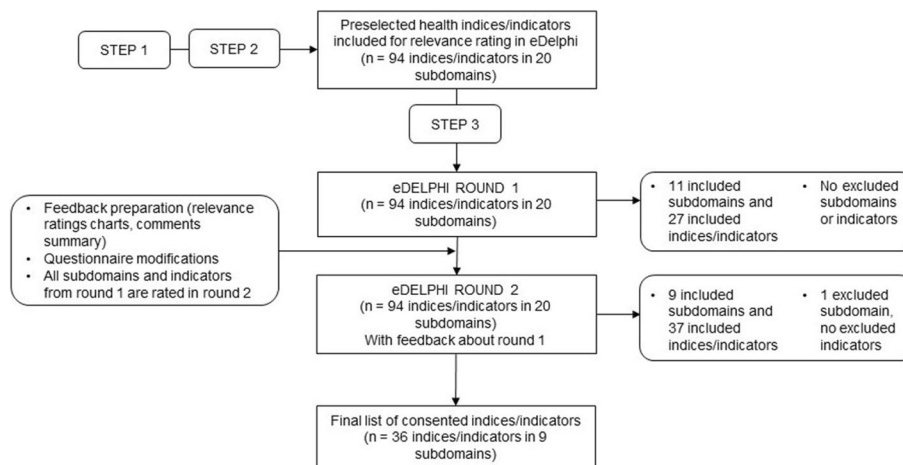 STEP 1
STEP 2
Preselected health indices/indicators
included for relevance rating in eDelphi
(n = 94 indices/indicators in 20
subdomains)
STEP 3
eDELPHI ROUND 1
(n = 94 indices/indicators in 20
subdomains)
• 11 included
subdomains and
27 included
indices/indicators
• No excluded
subdomains
or indicators
• Feedback preparation (relevance
ratings charts, comments
summary)
• Questionnaire modifications
• All subdomains and indicators
from round 1 are rated in round 2
eDELPHI ROUND 2
(n = 94 indices/indicators in 20
subdomains)
With feedback about round 1
• 9 included
subdomains and
37 included
indices/indicators
• 1 excluded
subdomain,
no excluded
indicators
Final list of consented indices/indicators
(n = 36 indices/indicators in 9
subdomains)